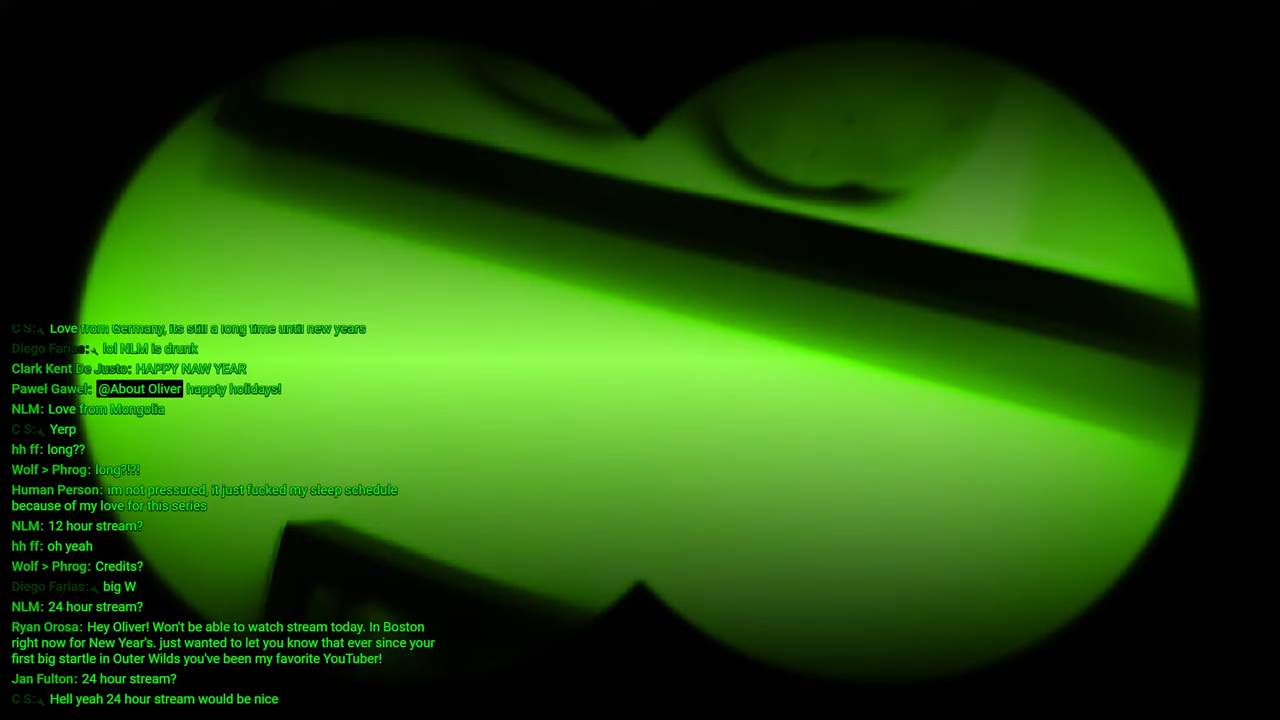 C S: Love from Germany, its still a long time until new years
Diego Farias: lol NLM is drunk
Clark Kent De Justo: HAPPY NAW YEAR
Paweł Gaweł: @About Oliver happty holidays!
NLM: Love from Mongolia
C S: Yerp
hh ff: long??
Wolf > Phrog: long?!?!
Human Person: im not pressured, it just fucked my sleep schedule
because of my love for this series
NLM: 12 hour stream?
hh ff: oh yeah
Wolf > Phrog: Credits?
Diego Farias: big W
NLM: 24 hour stream?
Ryan Orosa: Hey Oliver! Won't be able to watch stream today. In Boston
right now for New Year's. just wanted to let you know that ever since your
first big startle in Outer Wilds you've been my favorite YouTuber!
Jan Fulton: 24 hour stream?
C S: Hell yeah 24 hour stream would be nice